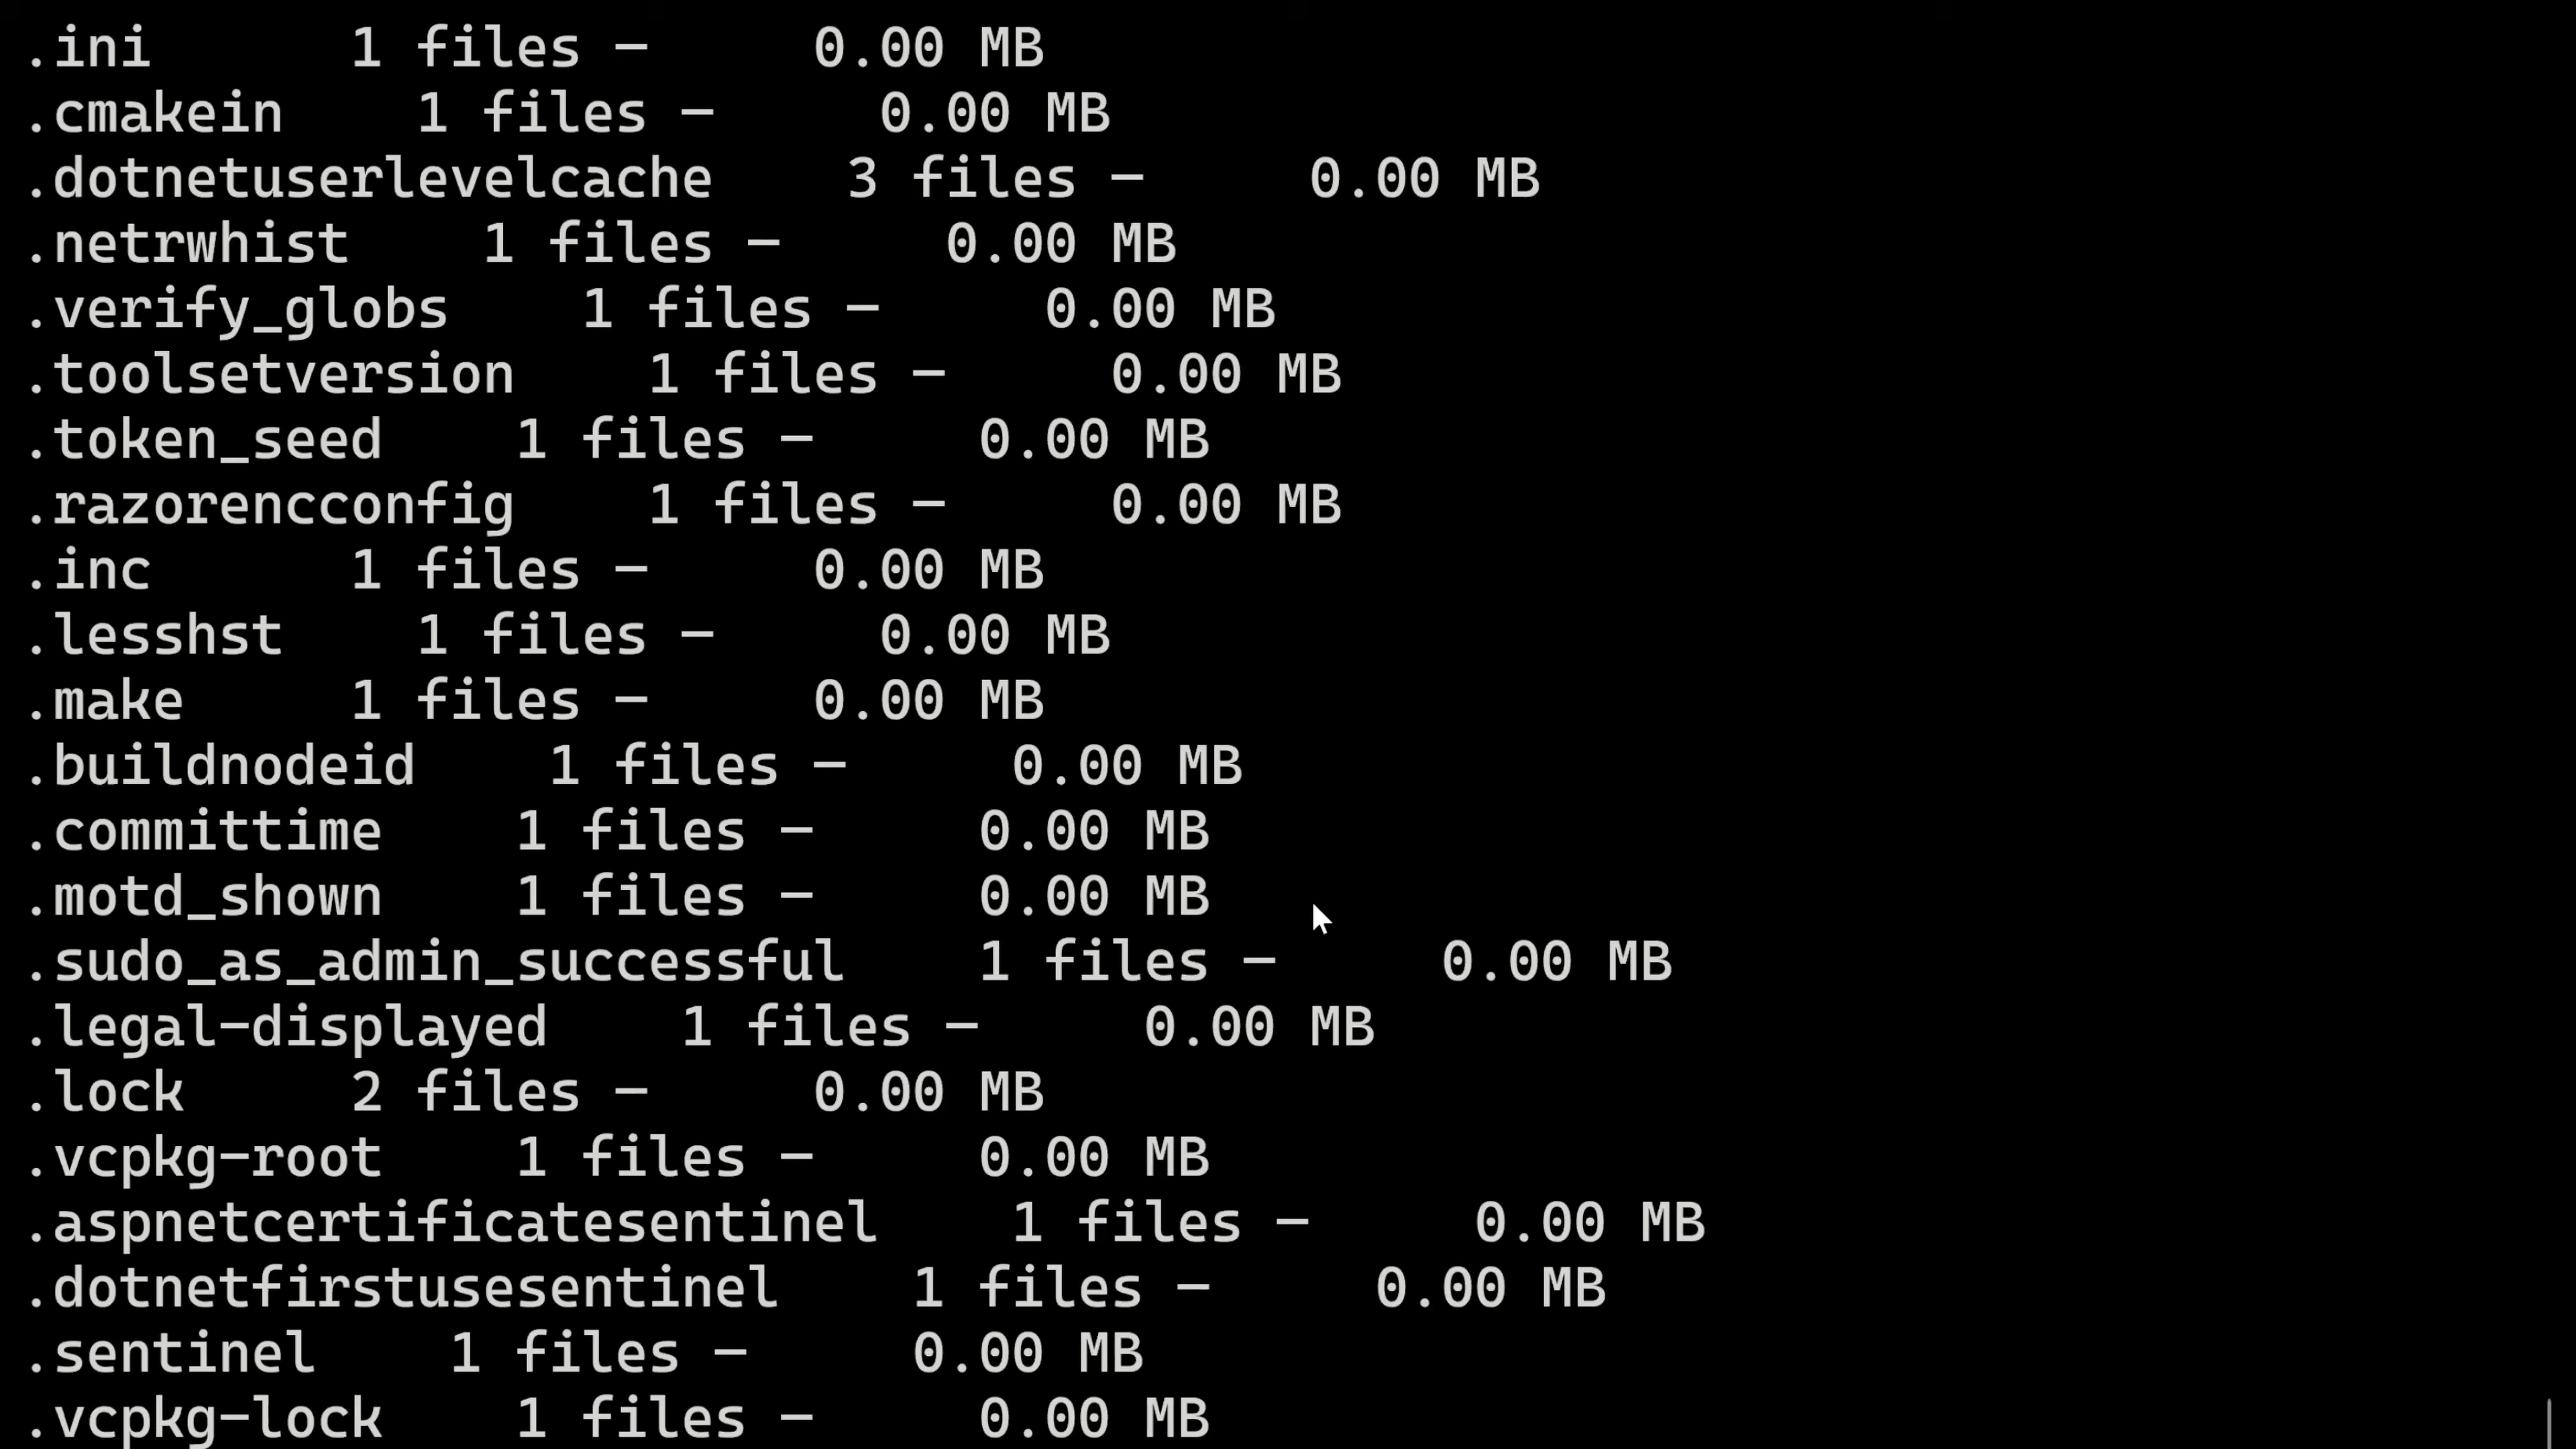 .ini      1 files —     0.00 MB
.cmakein    1 files —     0.00 MB
.dotnetuserlevelcache    3 files —     0.00 MB
.netrwhist    1 files —     0.00 MB
.verify_globs    1 files —     0.00 MB
.toolsetversion    1 files —     0.00 MB
.token_seed    1 files —     0.00 MB
.razorencconfig    1 files —     0.00 MB
.inc      1 files —     0.00 MB
.lesshst    1 files —     0.00 MB
.make     1 files —     0.00 MB
.buildnodeid    1 files —     0.00 MB
.committime    1 files —     0.00 MB
.motd_shown    1 files —     0.00 MB
.sudo_as_admin_successful    1 files —     0.00 MB
.legal-displayed    1 files —     0.00 MB
.lock     2 files —     0.00 MB
.vcpkg-root    1 files —     0.00 MB
.aspnetcertificatesentinel    1 files —     0.00 MB
.dotnetfirstusesentinel    1 files —     0.00 MB
.sentinel    1 files —     0.00 MB
.vcpkg-lock    1 files —     0.00 MB